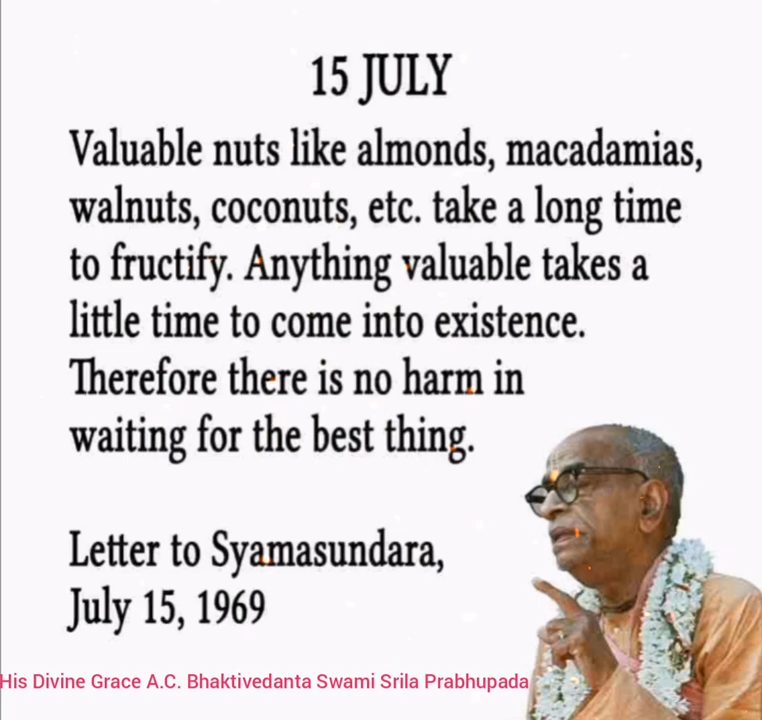 15 JULY
Valuable nuts like almonds, macadamias,
walnuts, coconuts, etc. take a long time
to fructify. Anything valuable takes a
little time to come into existence.
Therefore there is no harm in
waiting for the best thing.
Letter to Syamasundara,
July 15, 1969
His Divine Grace A.C. Bhaktivedanta Swami Srila Prabhupada